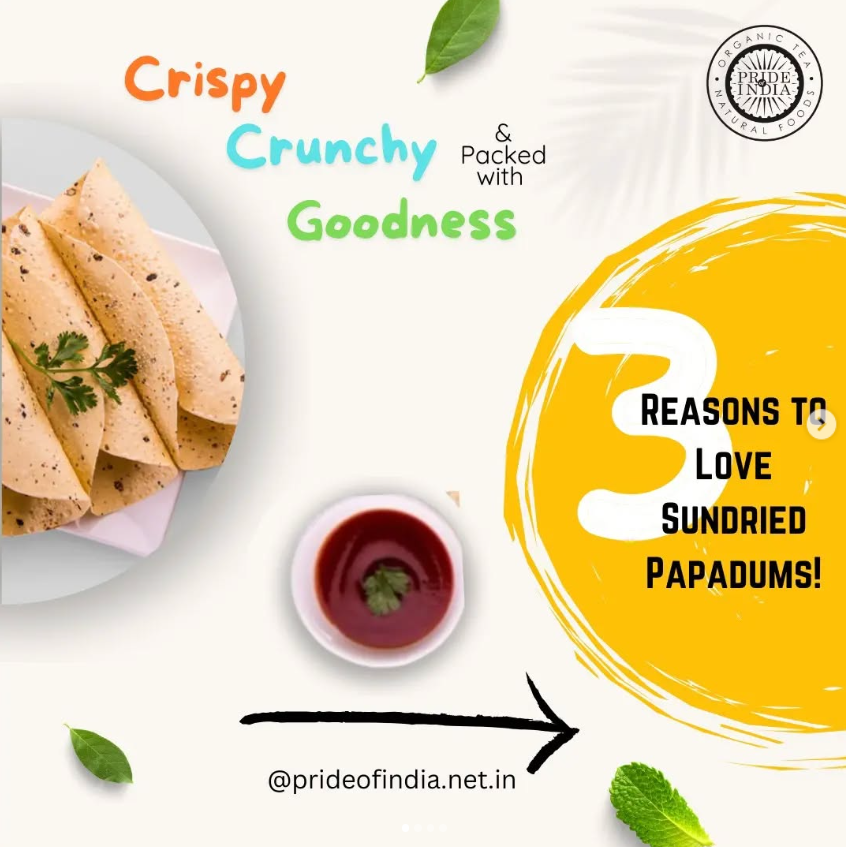 Crispy
Crunchy
&
Packed
with
Goodness
ORGANIC TEA
PRIDE
of
INDIA
NATURAL FOODS
3
REASONS TO
LOVE
SUNDRIED
PAPADUMS!
@prideofindia.net.in